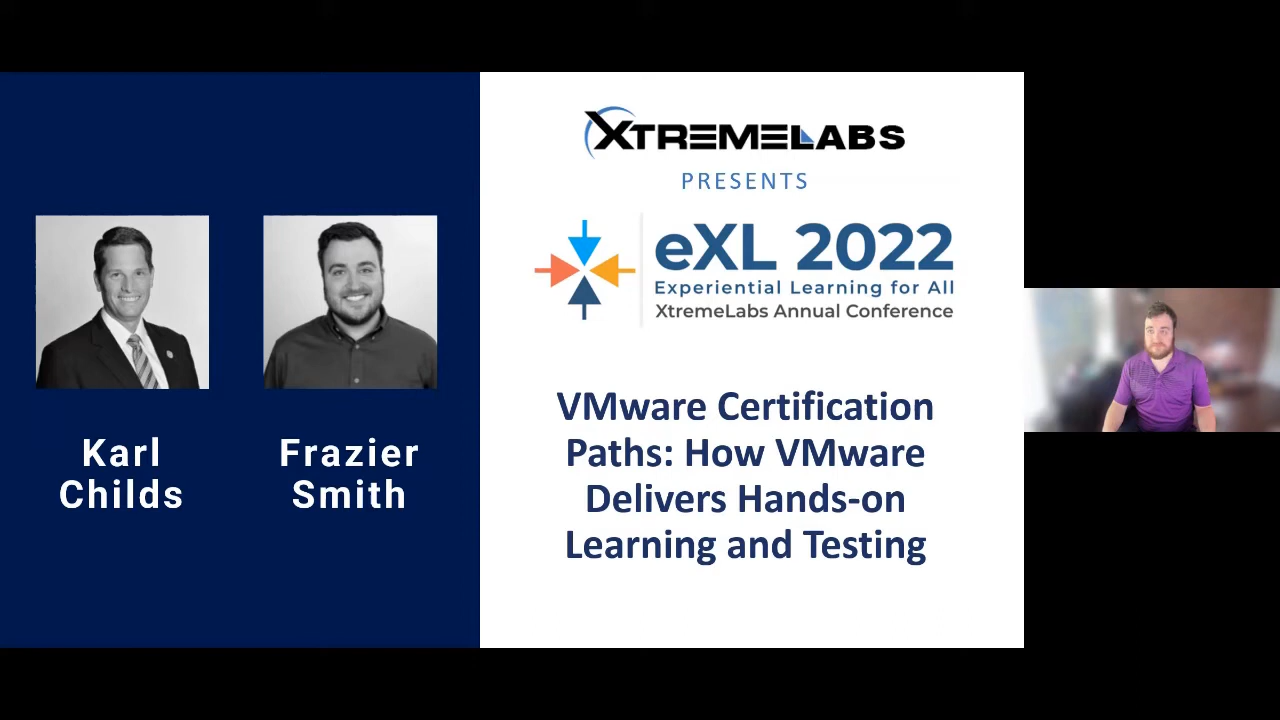 XTREMELABS
PRESENTS
eXL 2022
Experiential Learning for All
XtremeLabs Annual Conference
Karl
Childs
Frazier
Smith
VMware Certification
Paths: How VMware
Delivers Hands-on
Learning and Testing